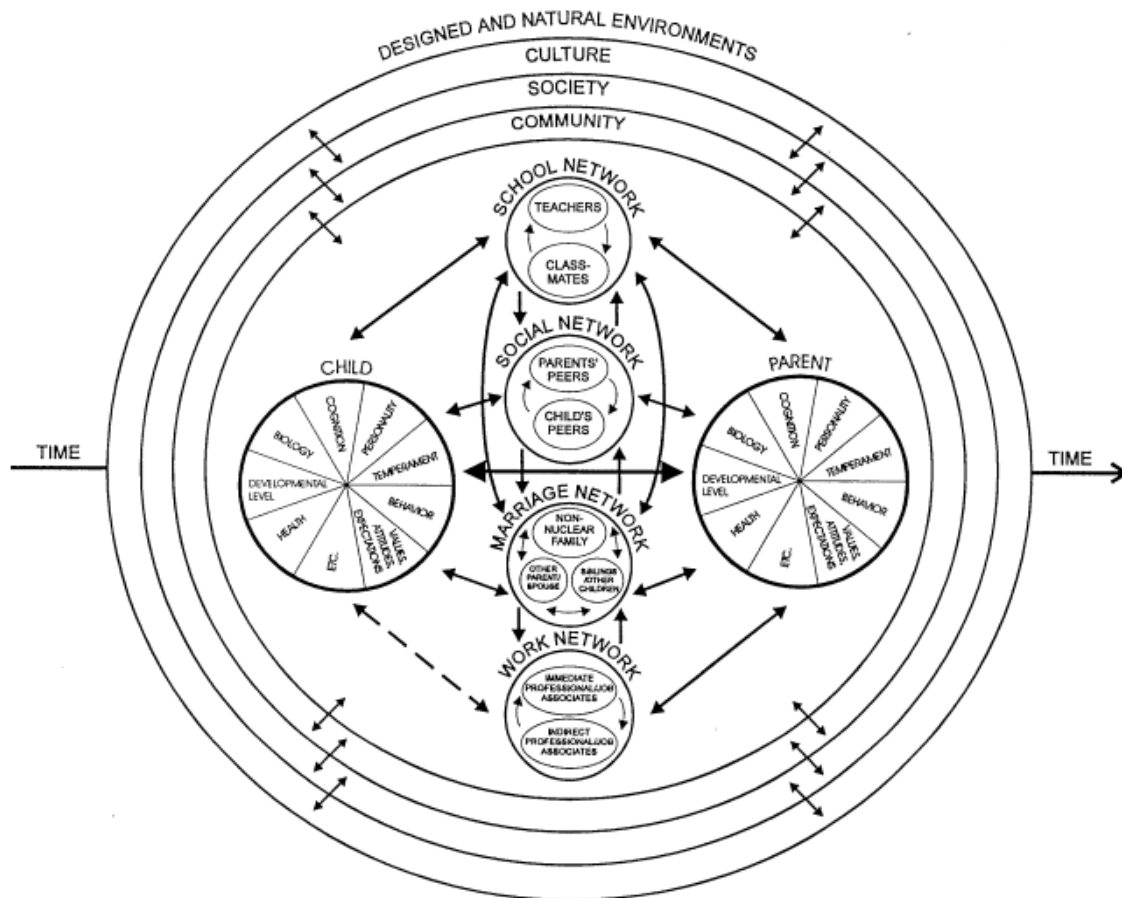 DESIGNED AND NATURAL ENVIRONMENTS
CULTURE
SOCIETY
COMMUNITY
SCHOOL NETWORK
TEACHERS
CLASS-
MATES
SOCIAL NETWORK
PARENTS'
PEERS
CHILD'S
PEERS
CHILD
COGNITION
PERSONALITY
BIOLOGY
TEMPERAMENT
DEVELOPMENTAL
LEVEL
BEHAVIOR
HEALTH
ETC.
VALUES,
ATTITUDES,
EXPECTATIONS
PARENT
COGNITION
PERSONALITY
BIOLOGY
TEMPERAMENT
DEVELOPMENTAL
LEVEL
BEHAVIOR
HEALTH
ETC.
VALUES,
ATTITUDES,
EXPECTATIONS
TIME
TIME
MARRIAGE NETWORK
NON-
NUCLEAR
FAMILY
OTHER
PARENT/
SPOUSE
SIBLINGS
/OTHER
CHILDREN
WORK NETWORK
IMMEDIATE
PROFESSIONAL/JOB
ASSOCIATES
INDIRECT
PROFESSIONAL/JOB
ASSOCIATES